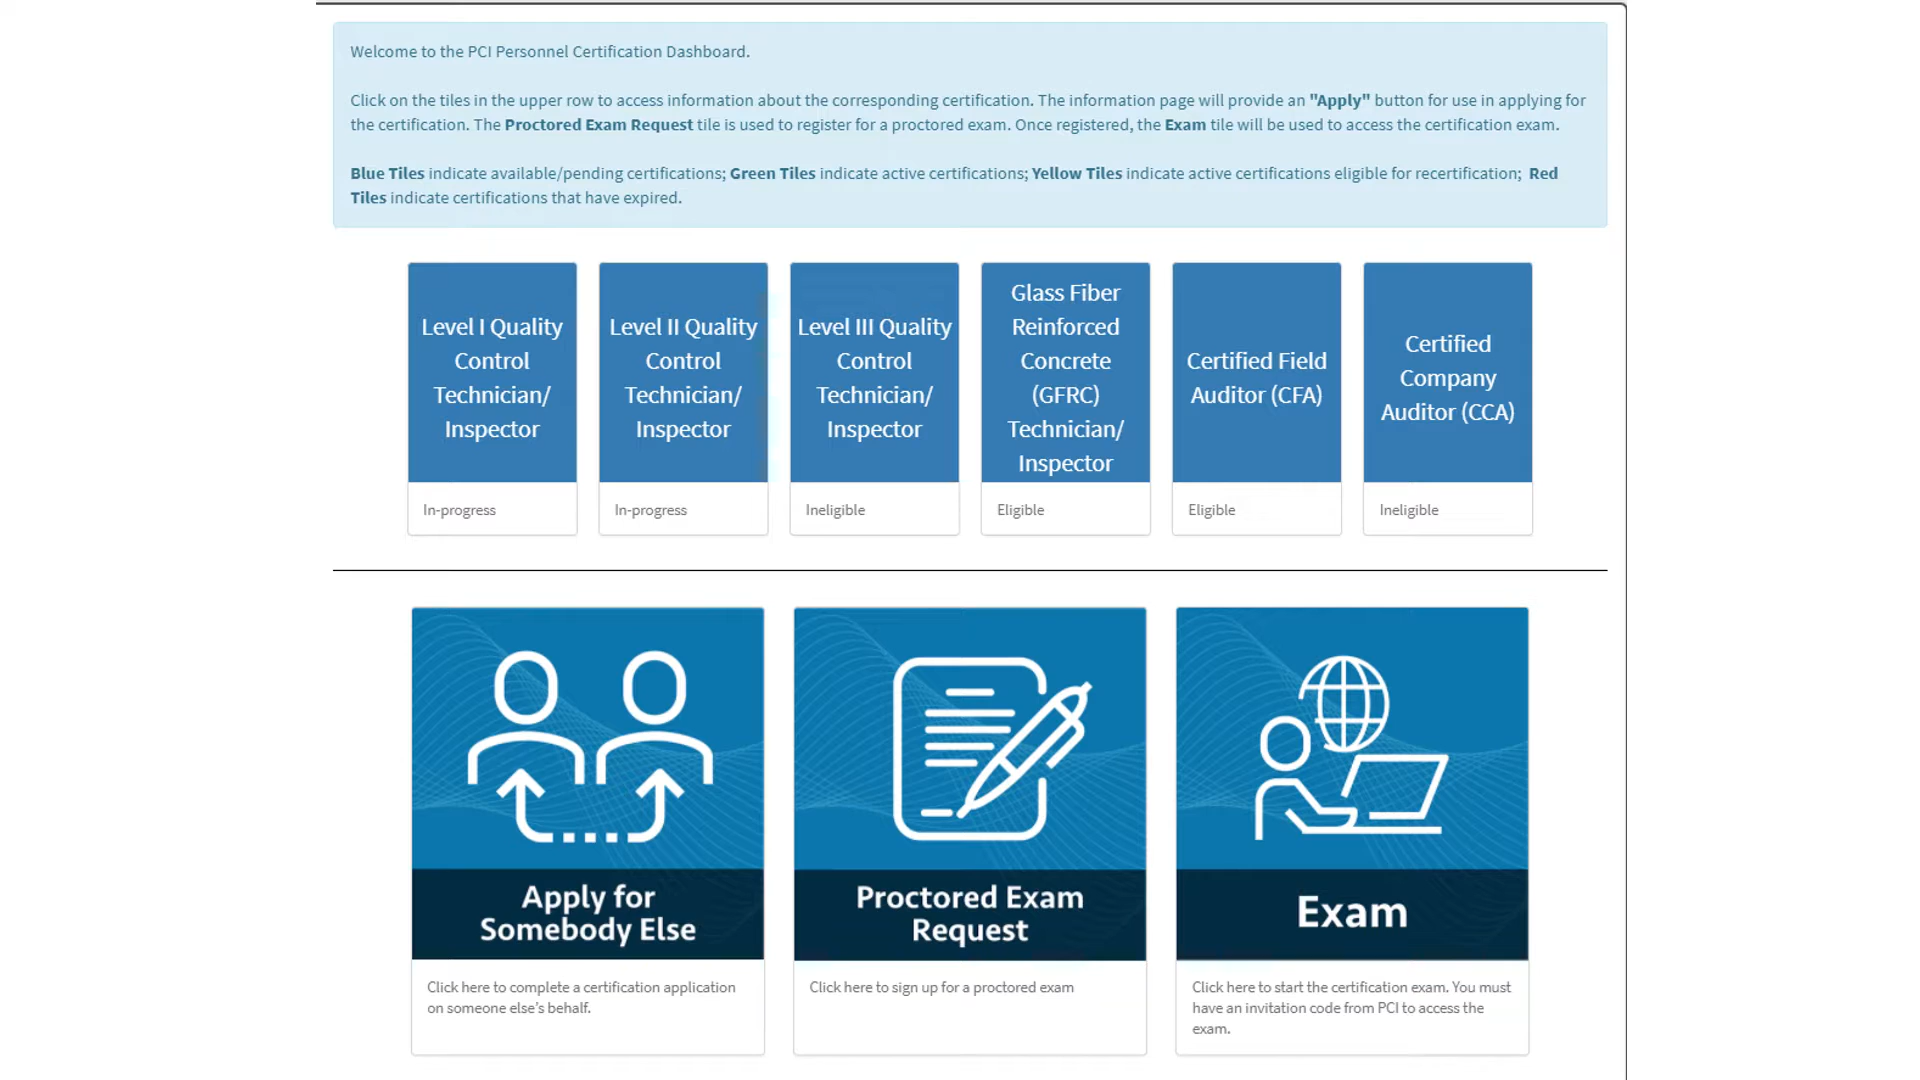 Welcome to the PCI Personnel Certification Dashboard.
Click on the tiles in the upper row to access information about the corresponding certification. The information page will provide an "Apply" button for use in applying for
the certification. The Proctored Exam Request tile is used to register for a proctored exam. Once registered, the Exam tile will be used to access the certification exam.
Blue Tiles indicate available/pending certifications; Green Tiles indicate active certifications; Yellow Tiles indicate active certifications eligible for recertification; Red
Tiles indicate certifications that have expired.
Level I Quality
Control
Technician/
Inspector
In-progress
Level II Quality
Control
Technician/
Inspector
In-progress
Level III Quality
Control
Technician/
Inspector
Ineligible
Glass Fiber
Reinforced
Concrete
(GFRC)
Technician/
Inspector
Eligible
Certified Field
Auditor (CFA)
Eligible
Certified
Company
Auditor (CCA)
Ineligible
Apply for
Somebody Else
Click here to complete a certification application
on someone else's behalf.
Proctored Exam
Request
Click here to sign up for a proctored exam
Exam
Click here to start the certification exam. You must
have an invitation code from PCI to access the
exam.